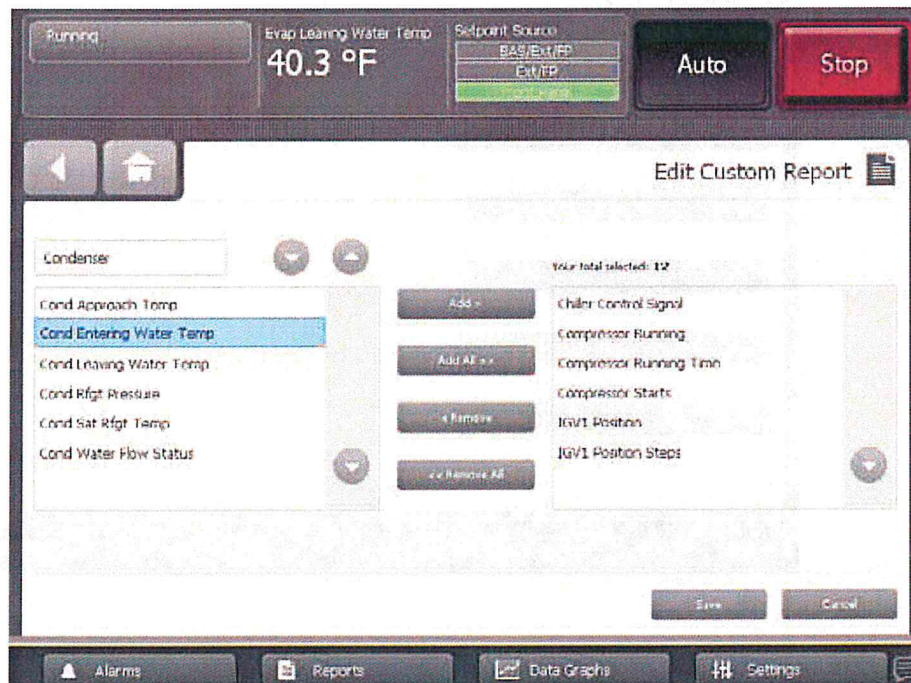 Running
Evap Leaving Water Temp
40.3 °F
Setpoint Source
BAS/Ext/FP
Ext/FP
Auto
Stop
Edit Custom Report
Condenser
Your total selected: 12
Cond Approach Temp
Cond Entering Water Temp
Cond Leaving Water Temp
Cond Rfgt Pressure
Cond Sat Rfgt Temp
Cond Water Flow Status
Add >
Add All >>
< Remove
<< Remove All
Chiller Control Signal
Compressor Running
Compressor Running Time
Compressor Starts
IGV1 Position
IGV1 Position Steps
Save
Cancel
Alarms
Reports
Data Graphs
Settings